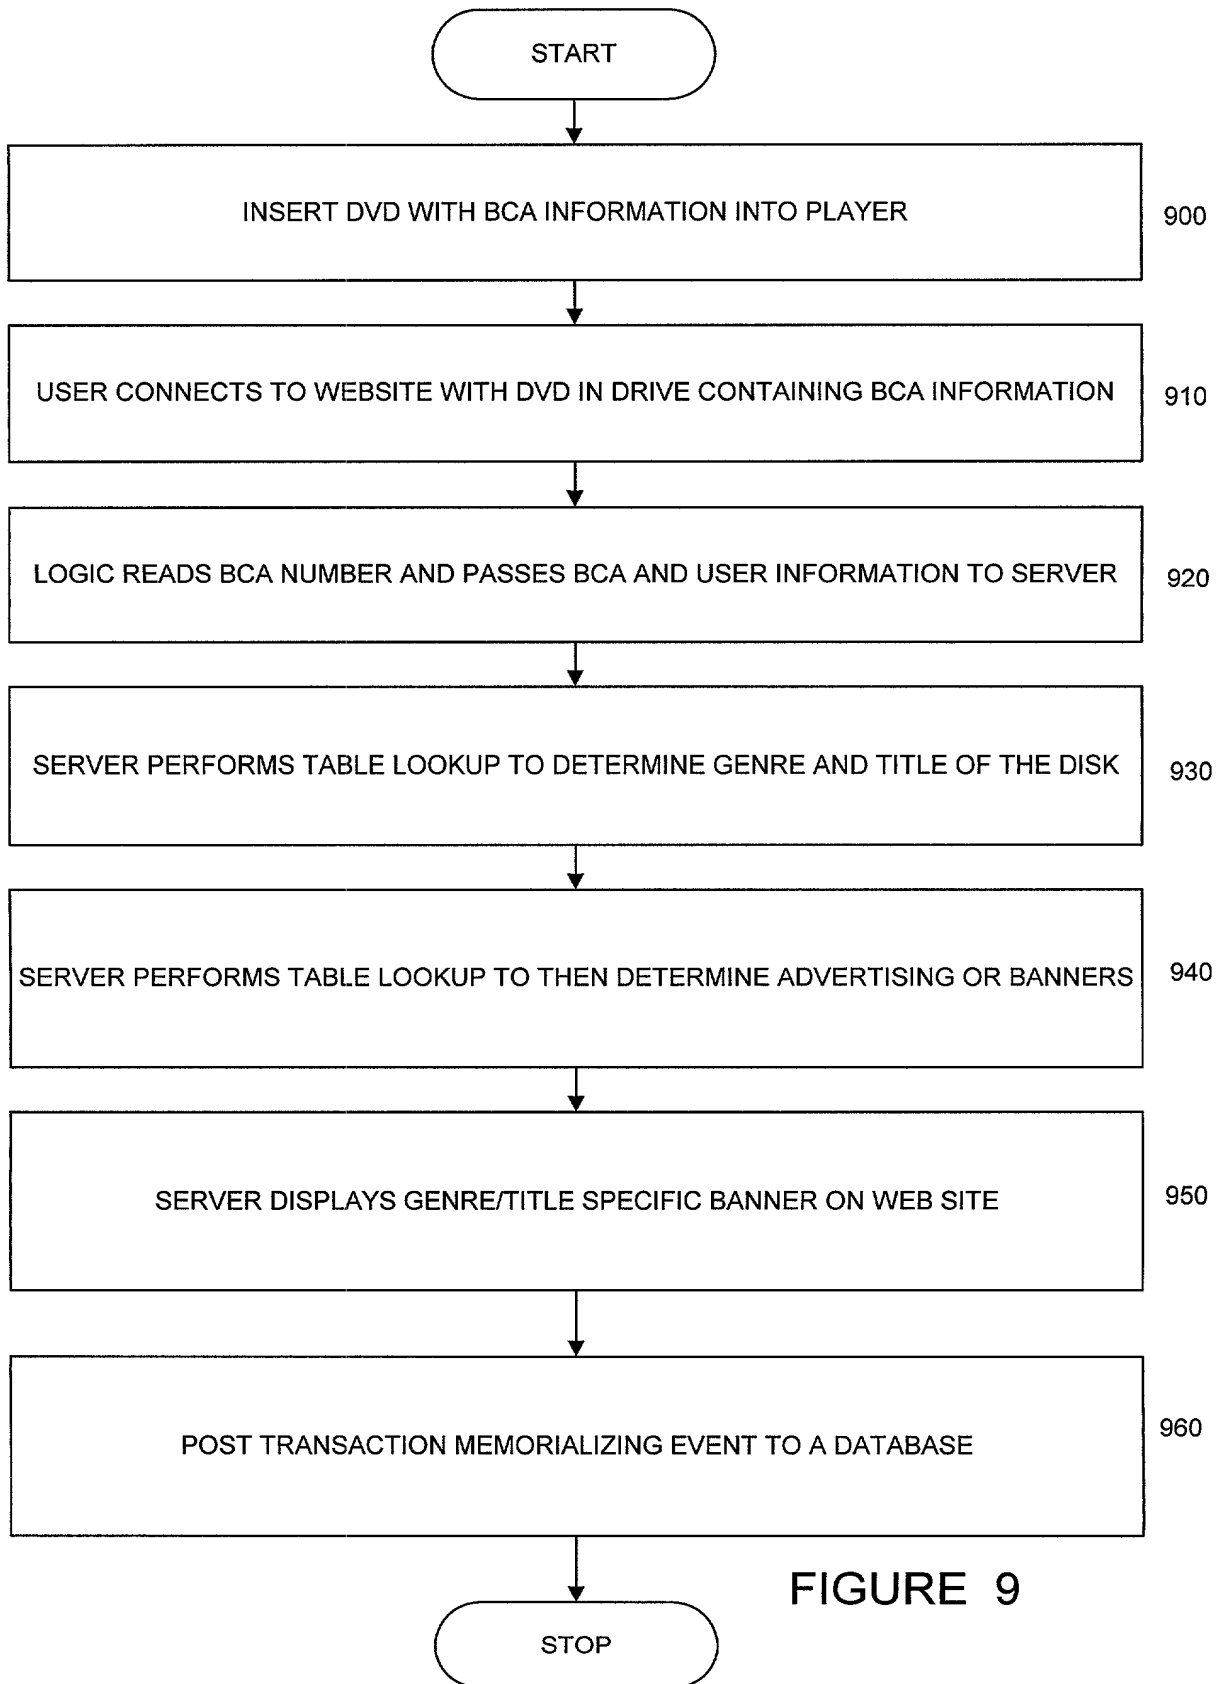 START
INSERT DVD WITH BCA INFORMATION INTO PLAYER
900
USER CONNECTS TO WEBSITE WITH DVD IN DRIVE CONTAINING BCA INFORMATION
910
LOGIC READS BCA NUMBER AND PASSES BCA AND USER INFORMATION TO SERVER
920
SERVER PERFORMS TABLE LOOKUP TO DETERMINE GENRE AND TITLE OF THE DISK
930
SERVER PERFORMS TABLE LOOKUP TO THEN DETERMINE ADVERTISING OR BANNERS
940
SERVER DISPLAYS GENRE/TITLE SPECIFIC BANNER ON WEB SITE
950
POST TRANSACTION MEMORIALIZING EVENT TO A DATABASE
960
FIGURE 9
STOP